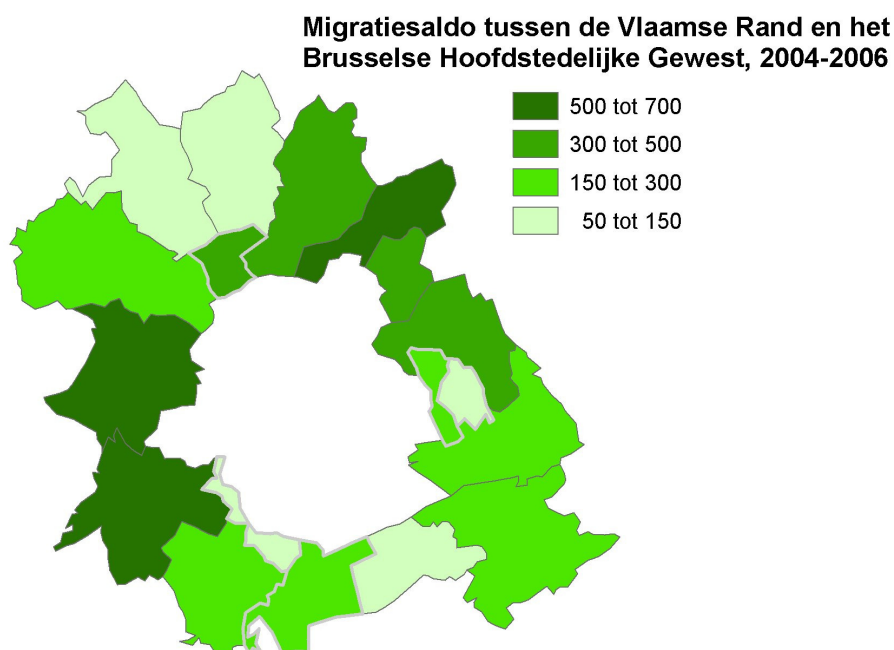 Migratiesaldo tussen de Vlaamse Rand en het
Brusselse Hoofdstedelijke Gewest, 2004-2006
500 tot 700
300 tot 500
150 tot 300
50 tot 150